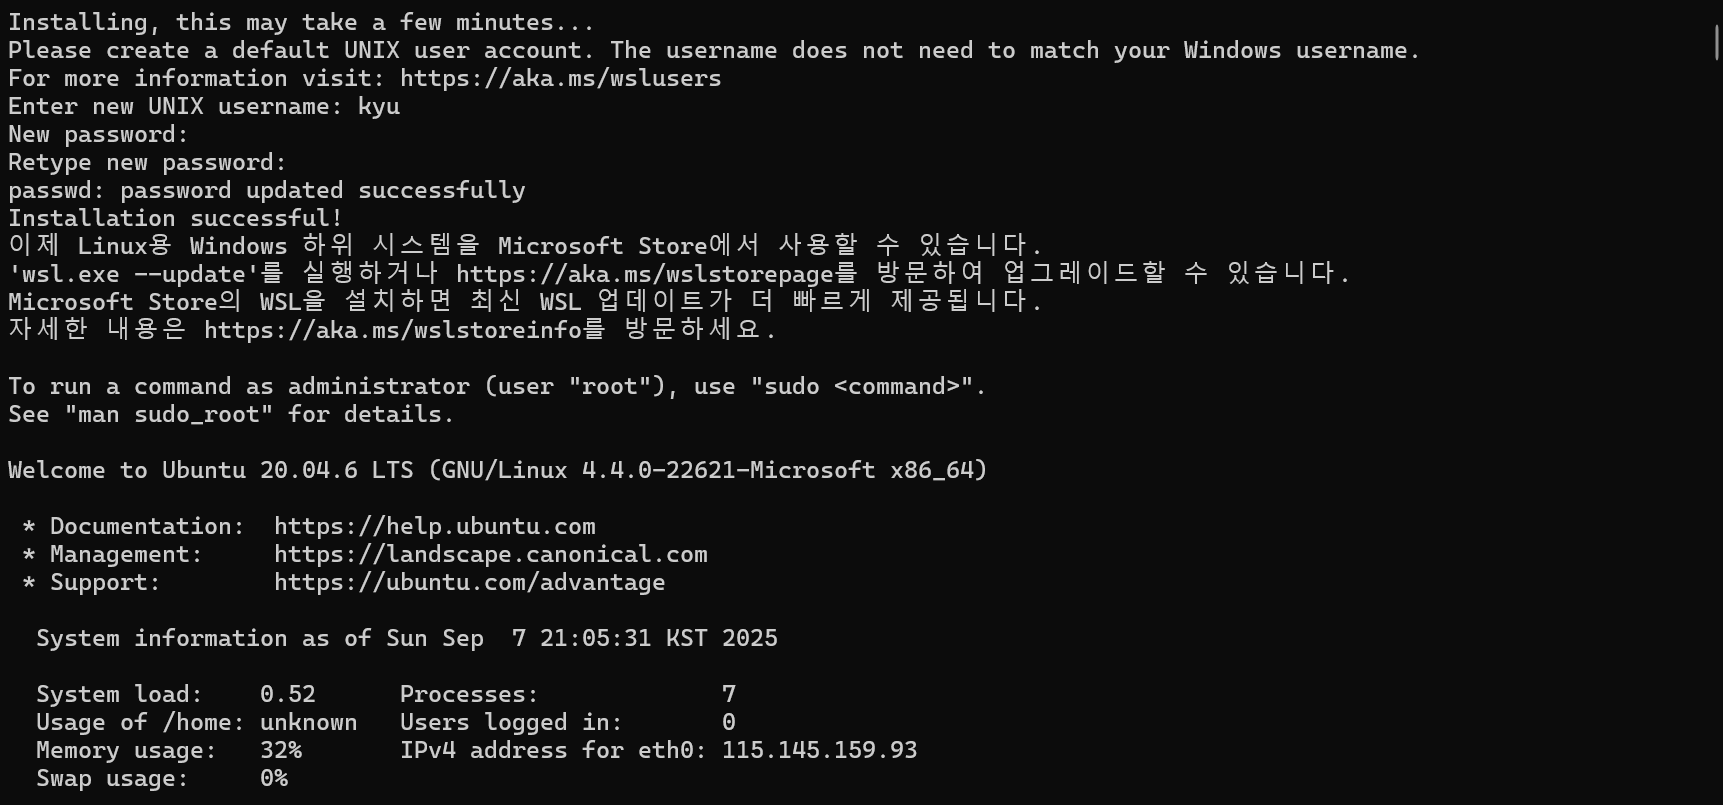 Installing, this may take a few minutes...
Please create a default UNIX user account. The username does not need to match your Windows username.
For more information visit: https://aka.ms/wslusers
Enter new UNIX username: kyu
New password:
Retype new password:
passwd: password updated successfully
Installation successful!
이제 Linux용 Windows 하위 시스템을 Microsoft Store에서 사용할 수 있습니다.
'wsl.exe --update'를 실행하거나 https://aka.ms/wslstorepage를 방문하여 업그레이드할 수 있습니다.
Microsoft Store의 WSL을 설치하면 최신 WSL 업데이트가 더 빠르게 제공됩니다.
자세한 내용은 https://aka.ms/wslstoreinfo를 방문하세요.
To run a command as administrator (user "root"), use "sudo <command>".
See "man sudo_root" for details.
Welcome to Ubuntu 20.04.6 LTS (GNU/Linux 4.4.0-22621-Microsoft x86_64)
* Documentation:  https://help.ubuntu.com
* Management:     https://landscape.canonical.com
* Support:        https://ubuntu.com/advantage
System information as of Sun Sep  7 21:05:31 KST 2025
System load:    0.52      Processes:             7
Usage of /home: unknown   Users logged in:       0
Memory usage:   32%       IPv4 address for eth0: 115.145.159.93
Swap usage:     0%